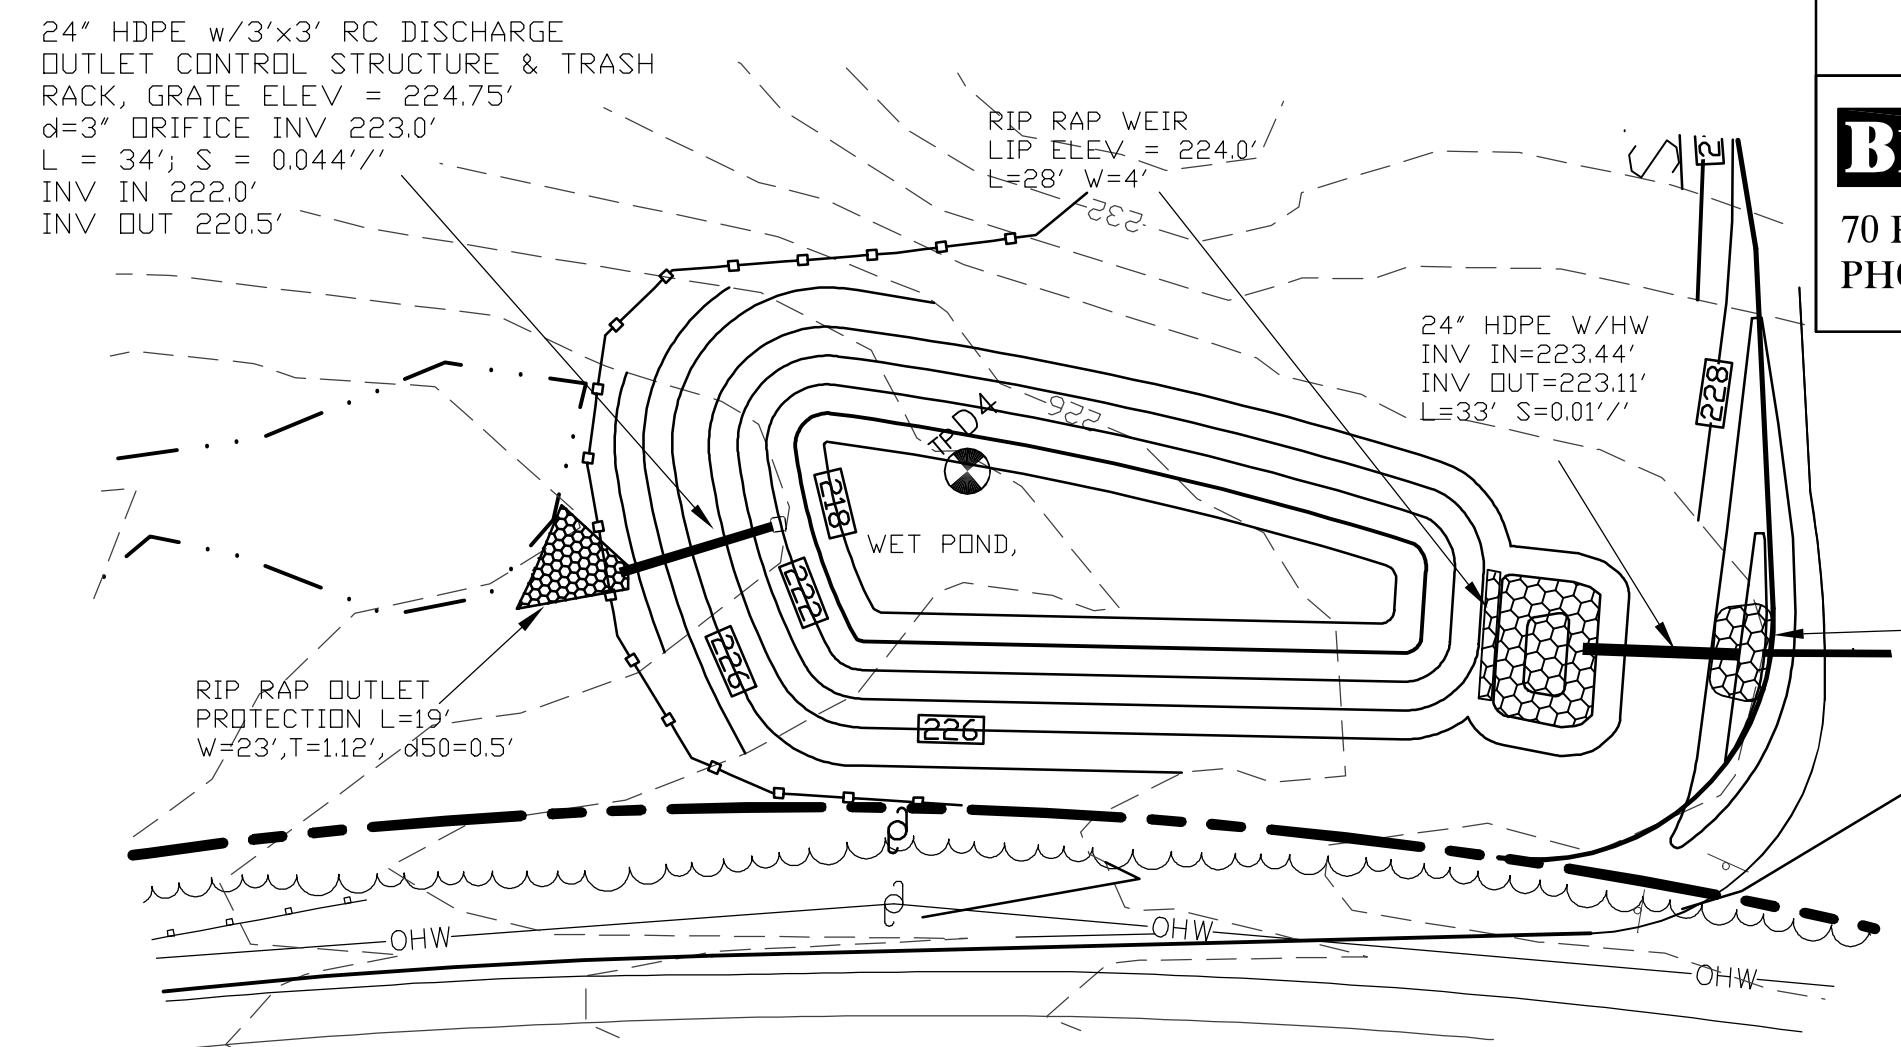 24" HDPE w/3'x3' RC DISCHARGE
OUTLET CONTROL STRUCTURE & TRASH
RACK, GRATE ELEV = 224.75'
d=3" ORIFICE INV 223.0'
L = 34'; S = 0.044'/'
INV IN 222.0'
INV OUT 220.5'
RIP RAP WEIR
LIP ELEV = 224.0'
L=28' W=4'
232
70
24" HDPE W/HW
INV IN=223.44'
INV OUT=223.11'
L=33' S=0.01'/'
228
TPD 4
226
218
WET POND,
222
226
226
RIP RAP OUTLET
PROTECTION L=19'
W=23',T=1.12', d50=0.5'
OHW
OHW
OHW